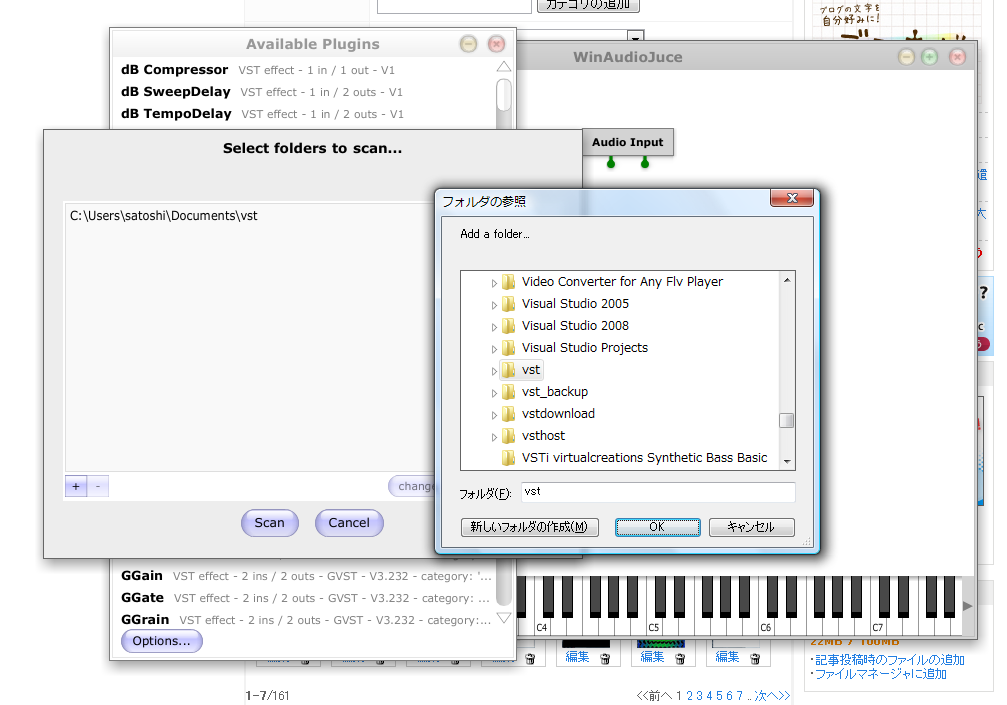 カテゴリの追加
ブログの文字を
自分好みに!
Available Plugins
WinAudioJuce
dB Compressor VST effect - 1 in / 1 out - V1
dB SweepDelay VST effect - 1 in / 2 outs - V1
dB TempoDelay VST effect - 1 in / 2 outs - V1
Select folders to scan...
Audio Input
C:\Users\satoshi\Documents\vst
フォルダの参照
Add a folder...
Video Converter for Any Flv Player
Visual Studio 2005
Visual Studio 2008
Visual Studio Projects
vst
vst_backup
vstdownload
vsthost
VSTi virtualcreations Synthetic Bass Basic
フォルダ(F):
vst
新しいフォルダの作成(M)
OK
キャンセル
+
-
change
Scan
Cancel
GGain VST effect - 2 ins / 2 outs - GVST - V3.232 - category: '...
GGate VST effect - 2 ins / 2 outs - GVST - V3.232 - category: ...
GGrain VST effect - 2 ins / 2 outs - GVST - V3.232 - category:...
Options...
C4
C5
C6
C7
編集
編集
編集
22MB / 100MB
・記事投稿時のファイルの追加
・ファイルマネージャに追加
1-7/161
<<前へ 1 2 3 4 5 6 7 .. 次へ>>